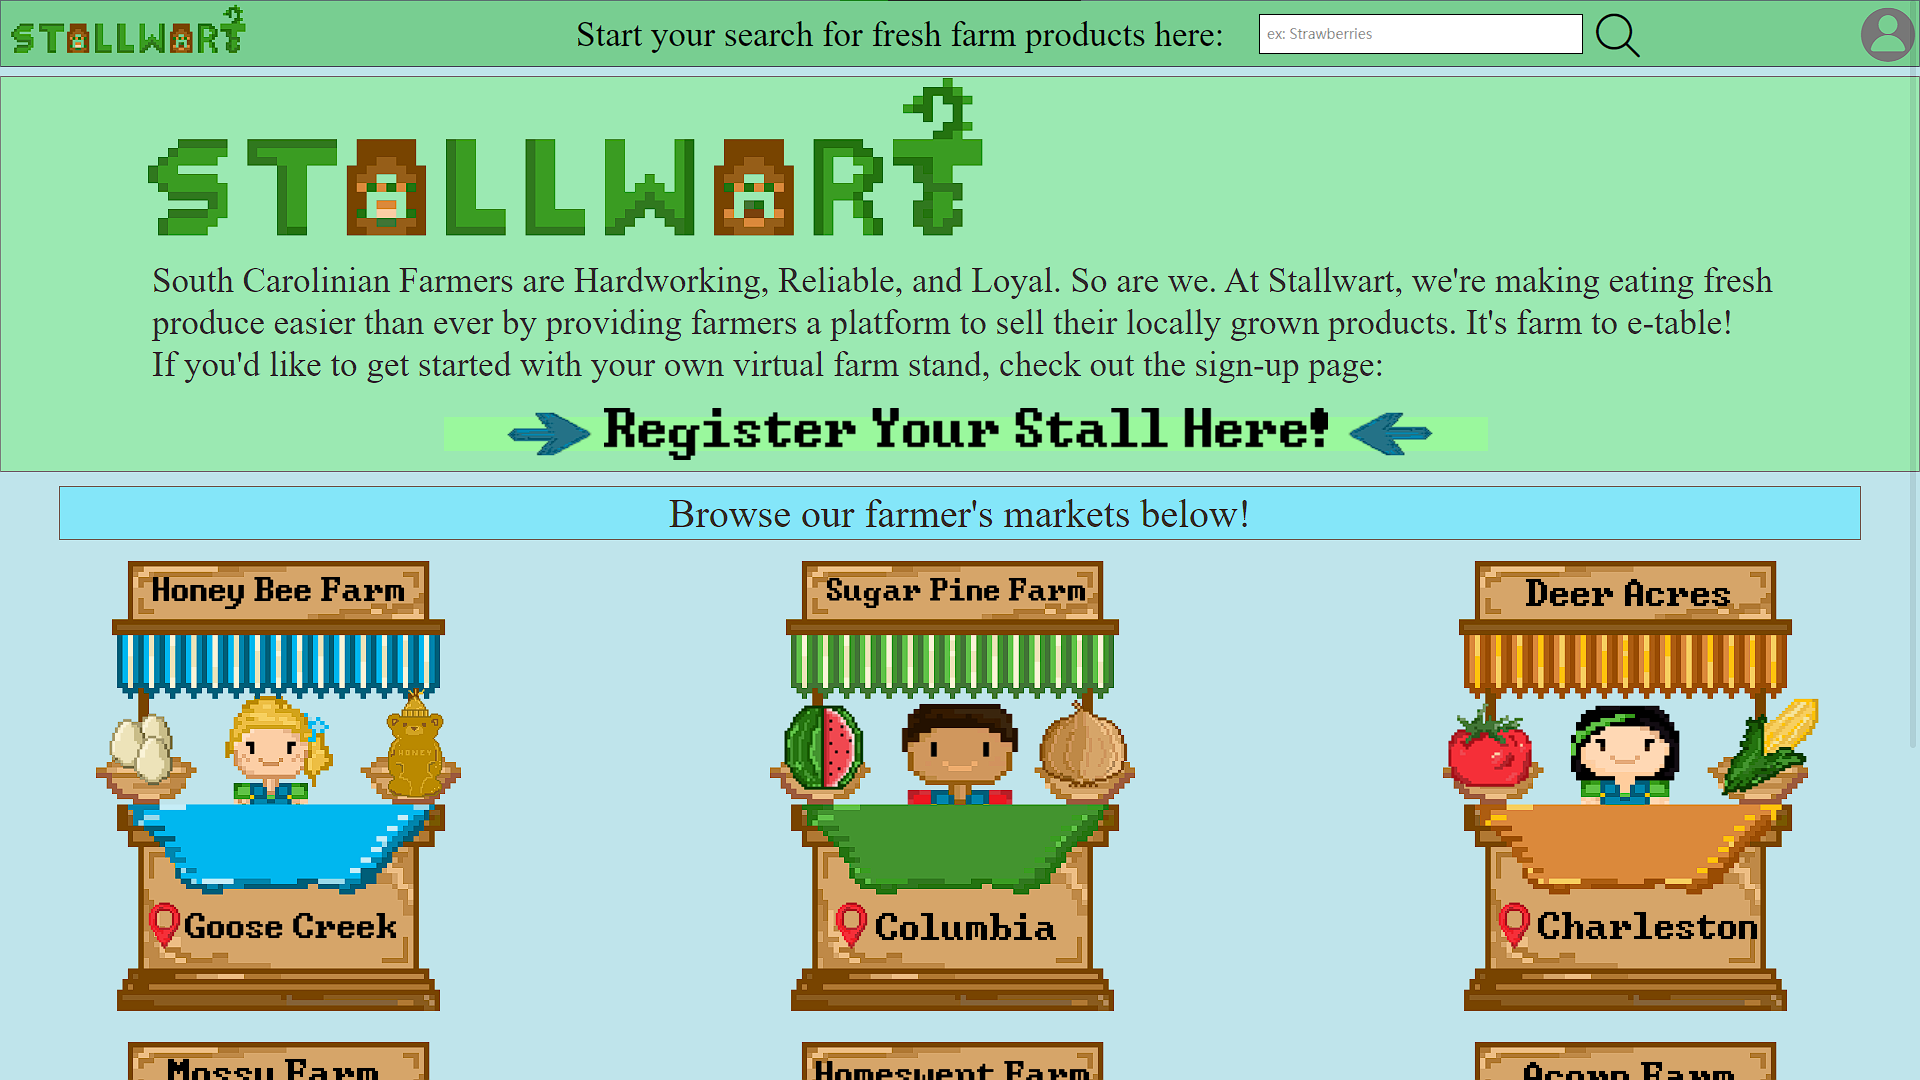 STALLWART
Start your search for fresh farm products here:
ex: Strawberries
STALLWART
South Carolinian Farmers are Hardworking, Reliable, and Loyal. So are we. At Stallwart, we're making eating fresh
produce easier than ever by providing farmers a platform to sell their locally grown products. It's farm to e-table!
If you'd like to get started with your own virtual farm stand, check out the sign-up page:
Register Your Stall Here!
Browse our farmer's markets below!
Honey Bee Farm
Sugar Pine Farm
Deer Acres
HONEY
Goose Creek
Columbia
Charleston
Mossy Farm
Homeswept Farm
Acorn Farm